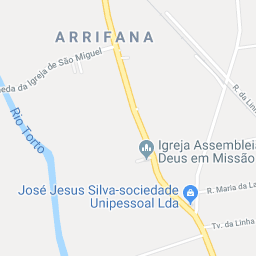 ARRIFANA
eda da Igreja de São Miguel
R. da Linha
Rio Torto
Igreja Assembleia
Deus em Missão
José Jesus Silva-sociedade
Unipessoal Lda
R. Maria da La
Tv. da Linha